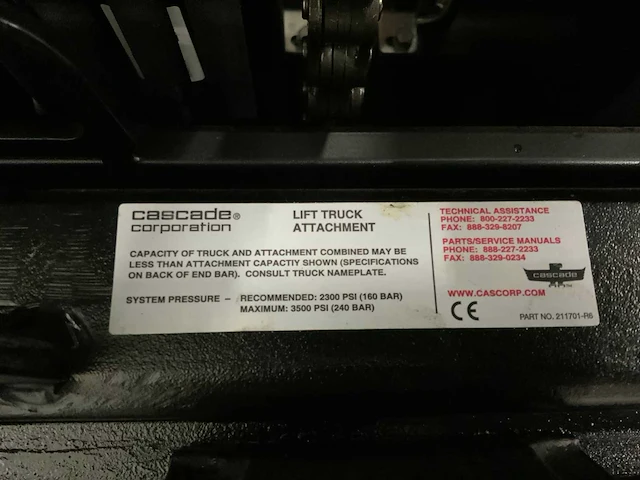 cascade®
corporation
LIFT TRUCK
ATTACHMENT
CAPACITY OF TRUCK AND ATTACHMENT COMBINED MAY BE
LESS THAN ATTACHMENT CAPACTIY SHOWN (SPECIFICATIONS
ON BACK OF END BAR). CONSULT TRUCK NAMEPLATE.
SYSTEM PRESSURE – RECOMMENDED: 2300 PSI (160 BAR)
MAXIMUM: 3500 PSI (240 BAR)
TECHNICAL ASSISTANCE
PHONE: 800-227-2233
FAX: 888-329-8207
PARTS/SERVICE MANUALS
PHONE: 888-227-2233
FAX: 888-329-0234
cascade
WWW.CASCORP.COM
CE
PART NO. 211701-R6